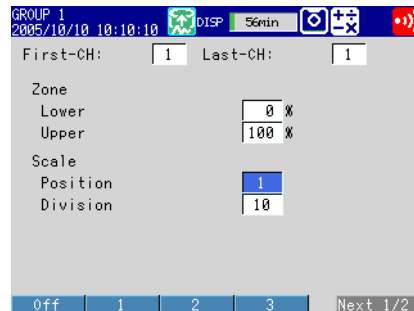 GROUP 1
2005/10/10 10:10:10 DISP 56min
First-CH: 1 Last-CH: 1
Zone
Lower 0 %
Upper 100 %
Scale
Position 1
Division 10
Off 1 2 3 Next 1/2